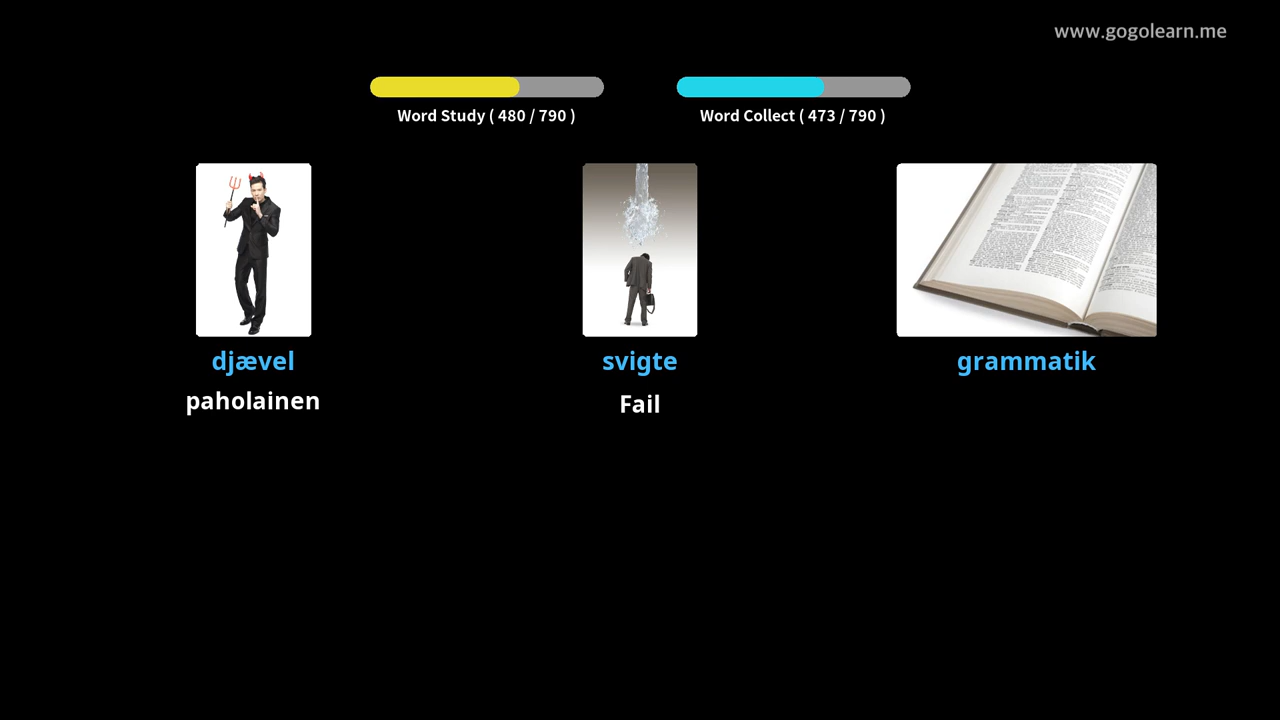 www.gogolearn.me
Word Study ( 480 / 790 )
Word Collect ( 473 / 790 )
djævel
svigte
grammatik
paholainen
Fail